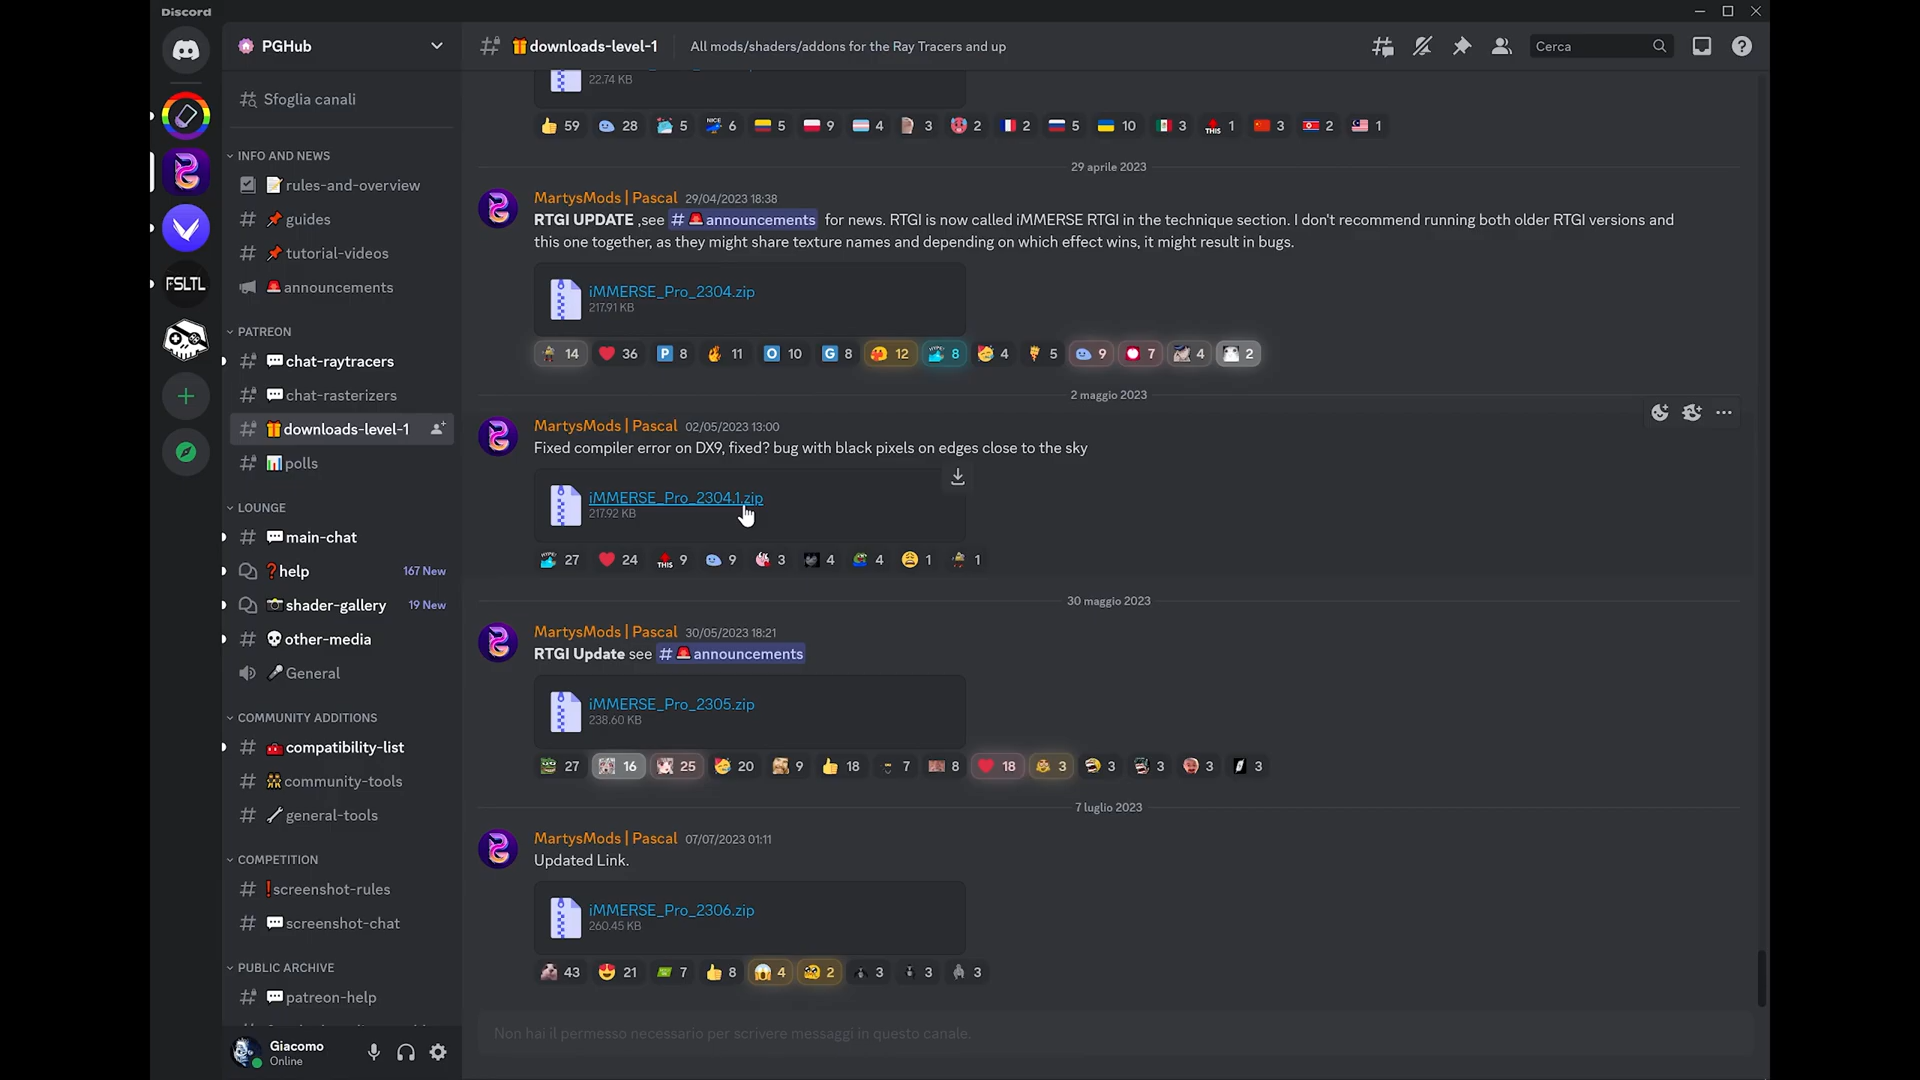 Discord
PGHub
downloads-level-1
All mods/shaders/addons for the Ray Tracers and up
Cerca
Sfoglia canali
INFO AND NEWS
rules-and-overview
guides
tutorial-videos
announcements
FSLTL
PATREON
chat-raytracers
chat-rasterizers
downloads-level-1
polls
LOUNGE
main-chat
help
167 New
shader-gallery
19 New
other-media
General
COMMUNITY ADDITIONS
compatibility-list
community-tools
general-tools
COMPETITION
screenshot-rules
screenshot-chat
PUBLIC ARCHIVE
patreon-help
Giacomo
Online
22.74 KB
59 28 5 NICE 6 5 9 4 3 2 2 5 10 3 THIS 1 3 2 1
29 aprile 2023
MartysMods | Pascal 29/04/2023 18:38
RTGI UPDATE ,see # announcements for news. RTGI is now called iMMERSE RTGI in the technique section. I don't recommend running both older RTGI versions and
this one together, as they might share texture names and depending on which effect wins, it might result in bugs.
iMMERSE_Pro_2304.zip
217.91 KB
14 36 P 8 11 O 10 G 8 12 HYPE 8 4 5 9 7 4 2
2 maggio 2023
MartysMods | Pascal 02/05/2023 13:00
Fixed compiler error on DX9, fixed? bug with black pixels on edges close to the sky
iMMERSE_Pro_2304.1.zip
217.92 KB
HYPE 27 24 THIS 9 9 3 4 4 1 1
30 maggio 2023
MartysMods | Pascal 30/05/2023 18:21
RTGI Update see # announcements
iMMERSE_Pro_2305.zip
238.60 KB
27 16 25 20 9 18 7 8 18 3 3 3 3 3
7 luglio 2023
MartysMods | Pascal 07/07/2023 01:11
Updated Link.
iMMERSE_Pro_2306.zip
260.45 KB
43 21 7 8 4 2 3 3 3
Non hai il permesso necessario per scrivere messaggi in questo canale.